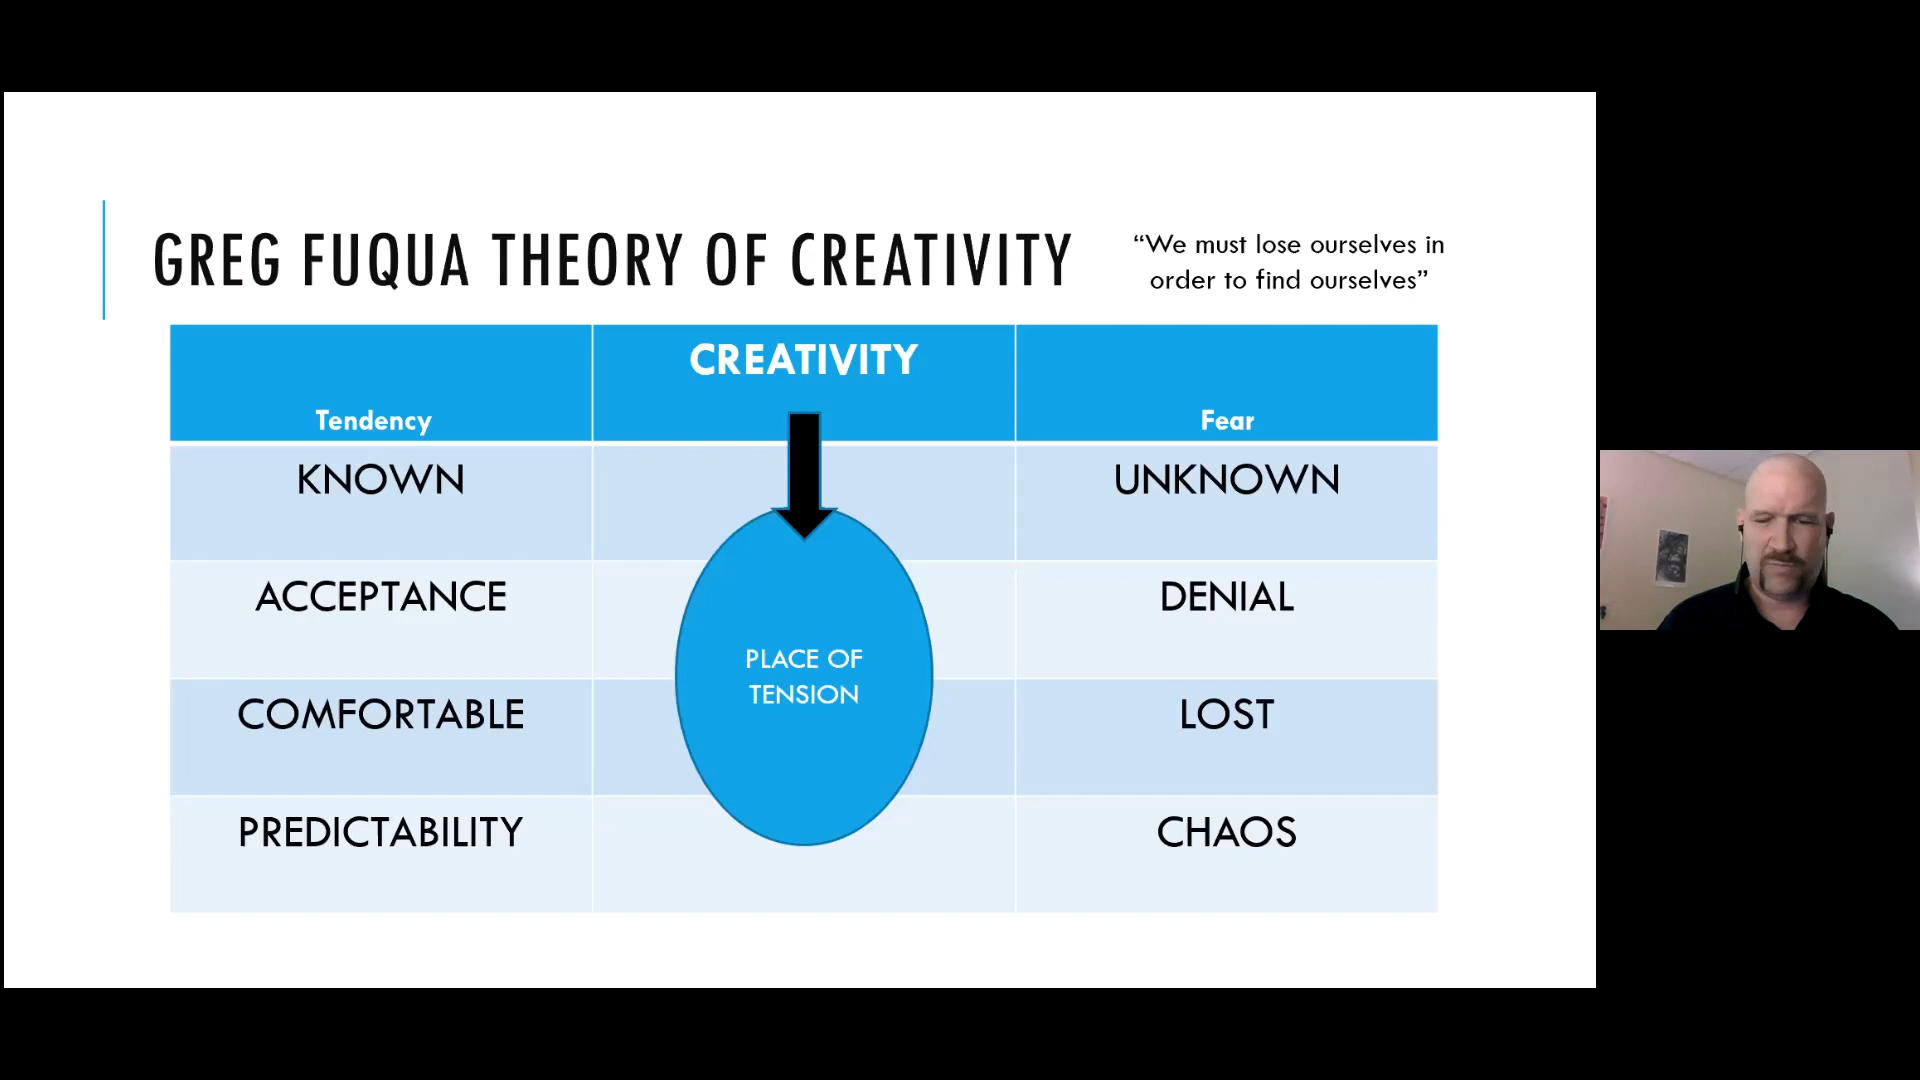 GREG FUQUA THEORY OF CREATIVITY
“We must lose ourselves in
order to find ourselves”
CREATIVITY
Tendency
Fear
KNOWN
UNKNOWN
ACCEPTANCE
DENIAL
PLACE OF
TENSION
COMFORTABLE
LOST
PREDICTABILITY
CHAOS